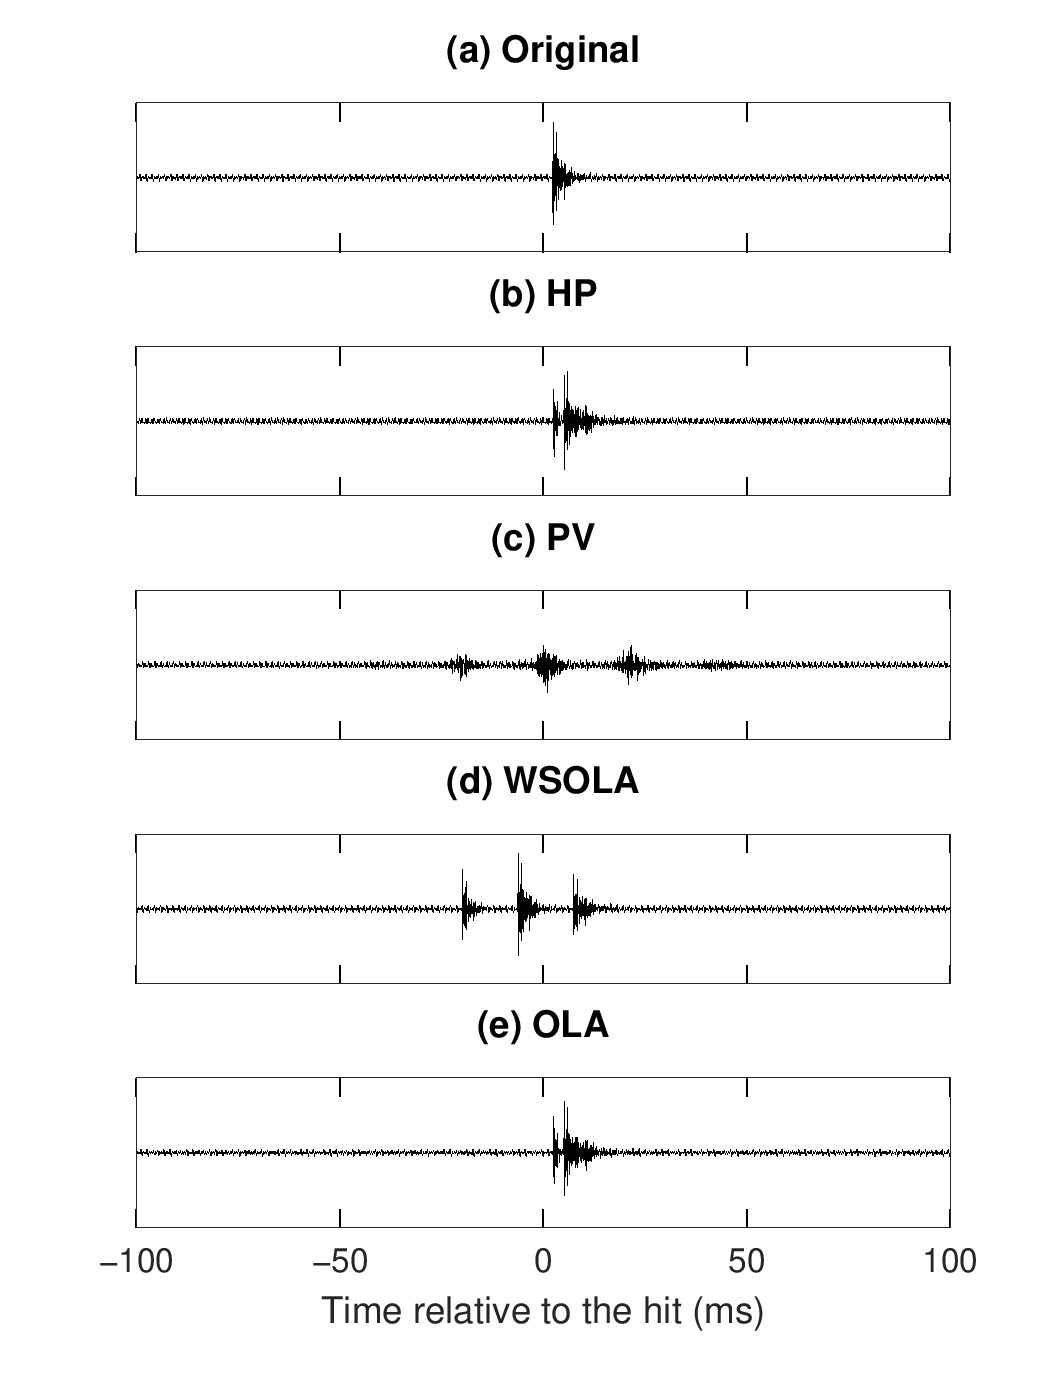 (a) Original
(b) HP
(c) PV
(d) WSOLA
(e) OLA
−100 −50 0 50 100
Time relative to the hit (ms)